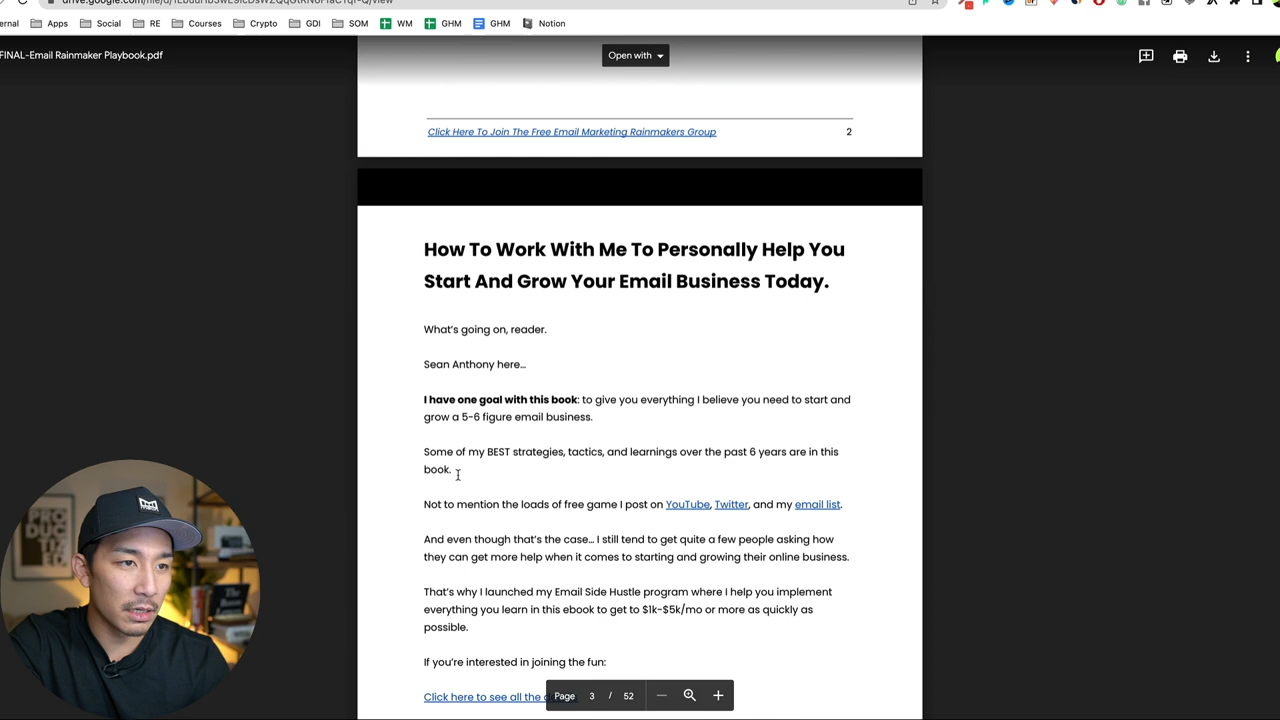 ernal Apps Social RE Courses Crypto GDI SOM WM GHM GHM Notion
FINAL-Email Rainmaker Playbook.pdf
Open with
Click Here To Join The Free Email Marketing Rainmakers Group 2
How To Work With Me To Personally Help You
Start And Grow Your Email Business Today.
What's going on, reader.
Sean Anthony here…
I have one goal with this book: to give you everything I believe you need to start and
grow a 5-6 figure email business.
Some of my BEST strategies, tactics, and learnings over the past 6 years are in this
book.
Not to mention the loads of free game I post on YouTube, Twitter, and my email list.
And even though that's the case… I still tend to get quite a few people asking how
they can get more help when it comes to starting and growing their online business.
That's why I launched my Email Side Hustle program where I help you implement
everything you learn in this ebook to get to $1k-$5k/mo or more as quickly as
possible.
If you're interested in joining the fun:
Click here to see all the
Page 3 / 52